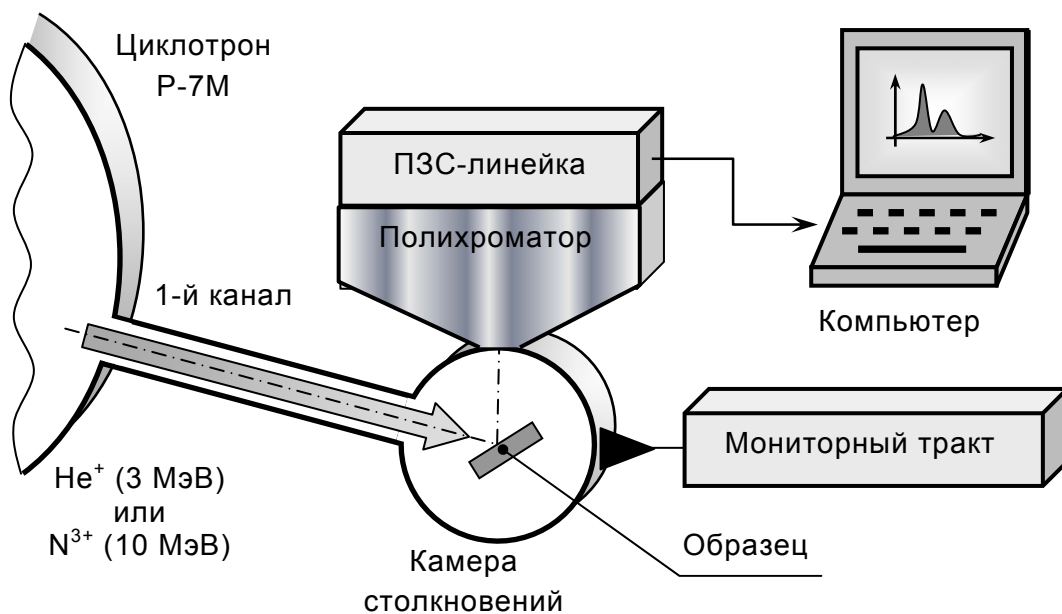 Циклотрон
Р-7М
ПЗС-линейка
Полихроматор
1-й канал
Компьютер
Мониторный тракт
He⁺ (3 МэВ)
или
N³⁺ (10 МэВ)
Образец
Камера
столкновений